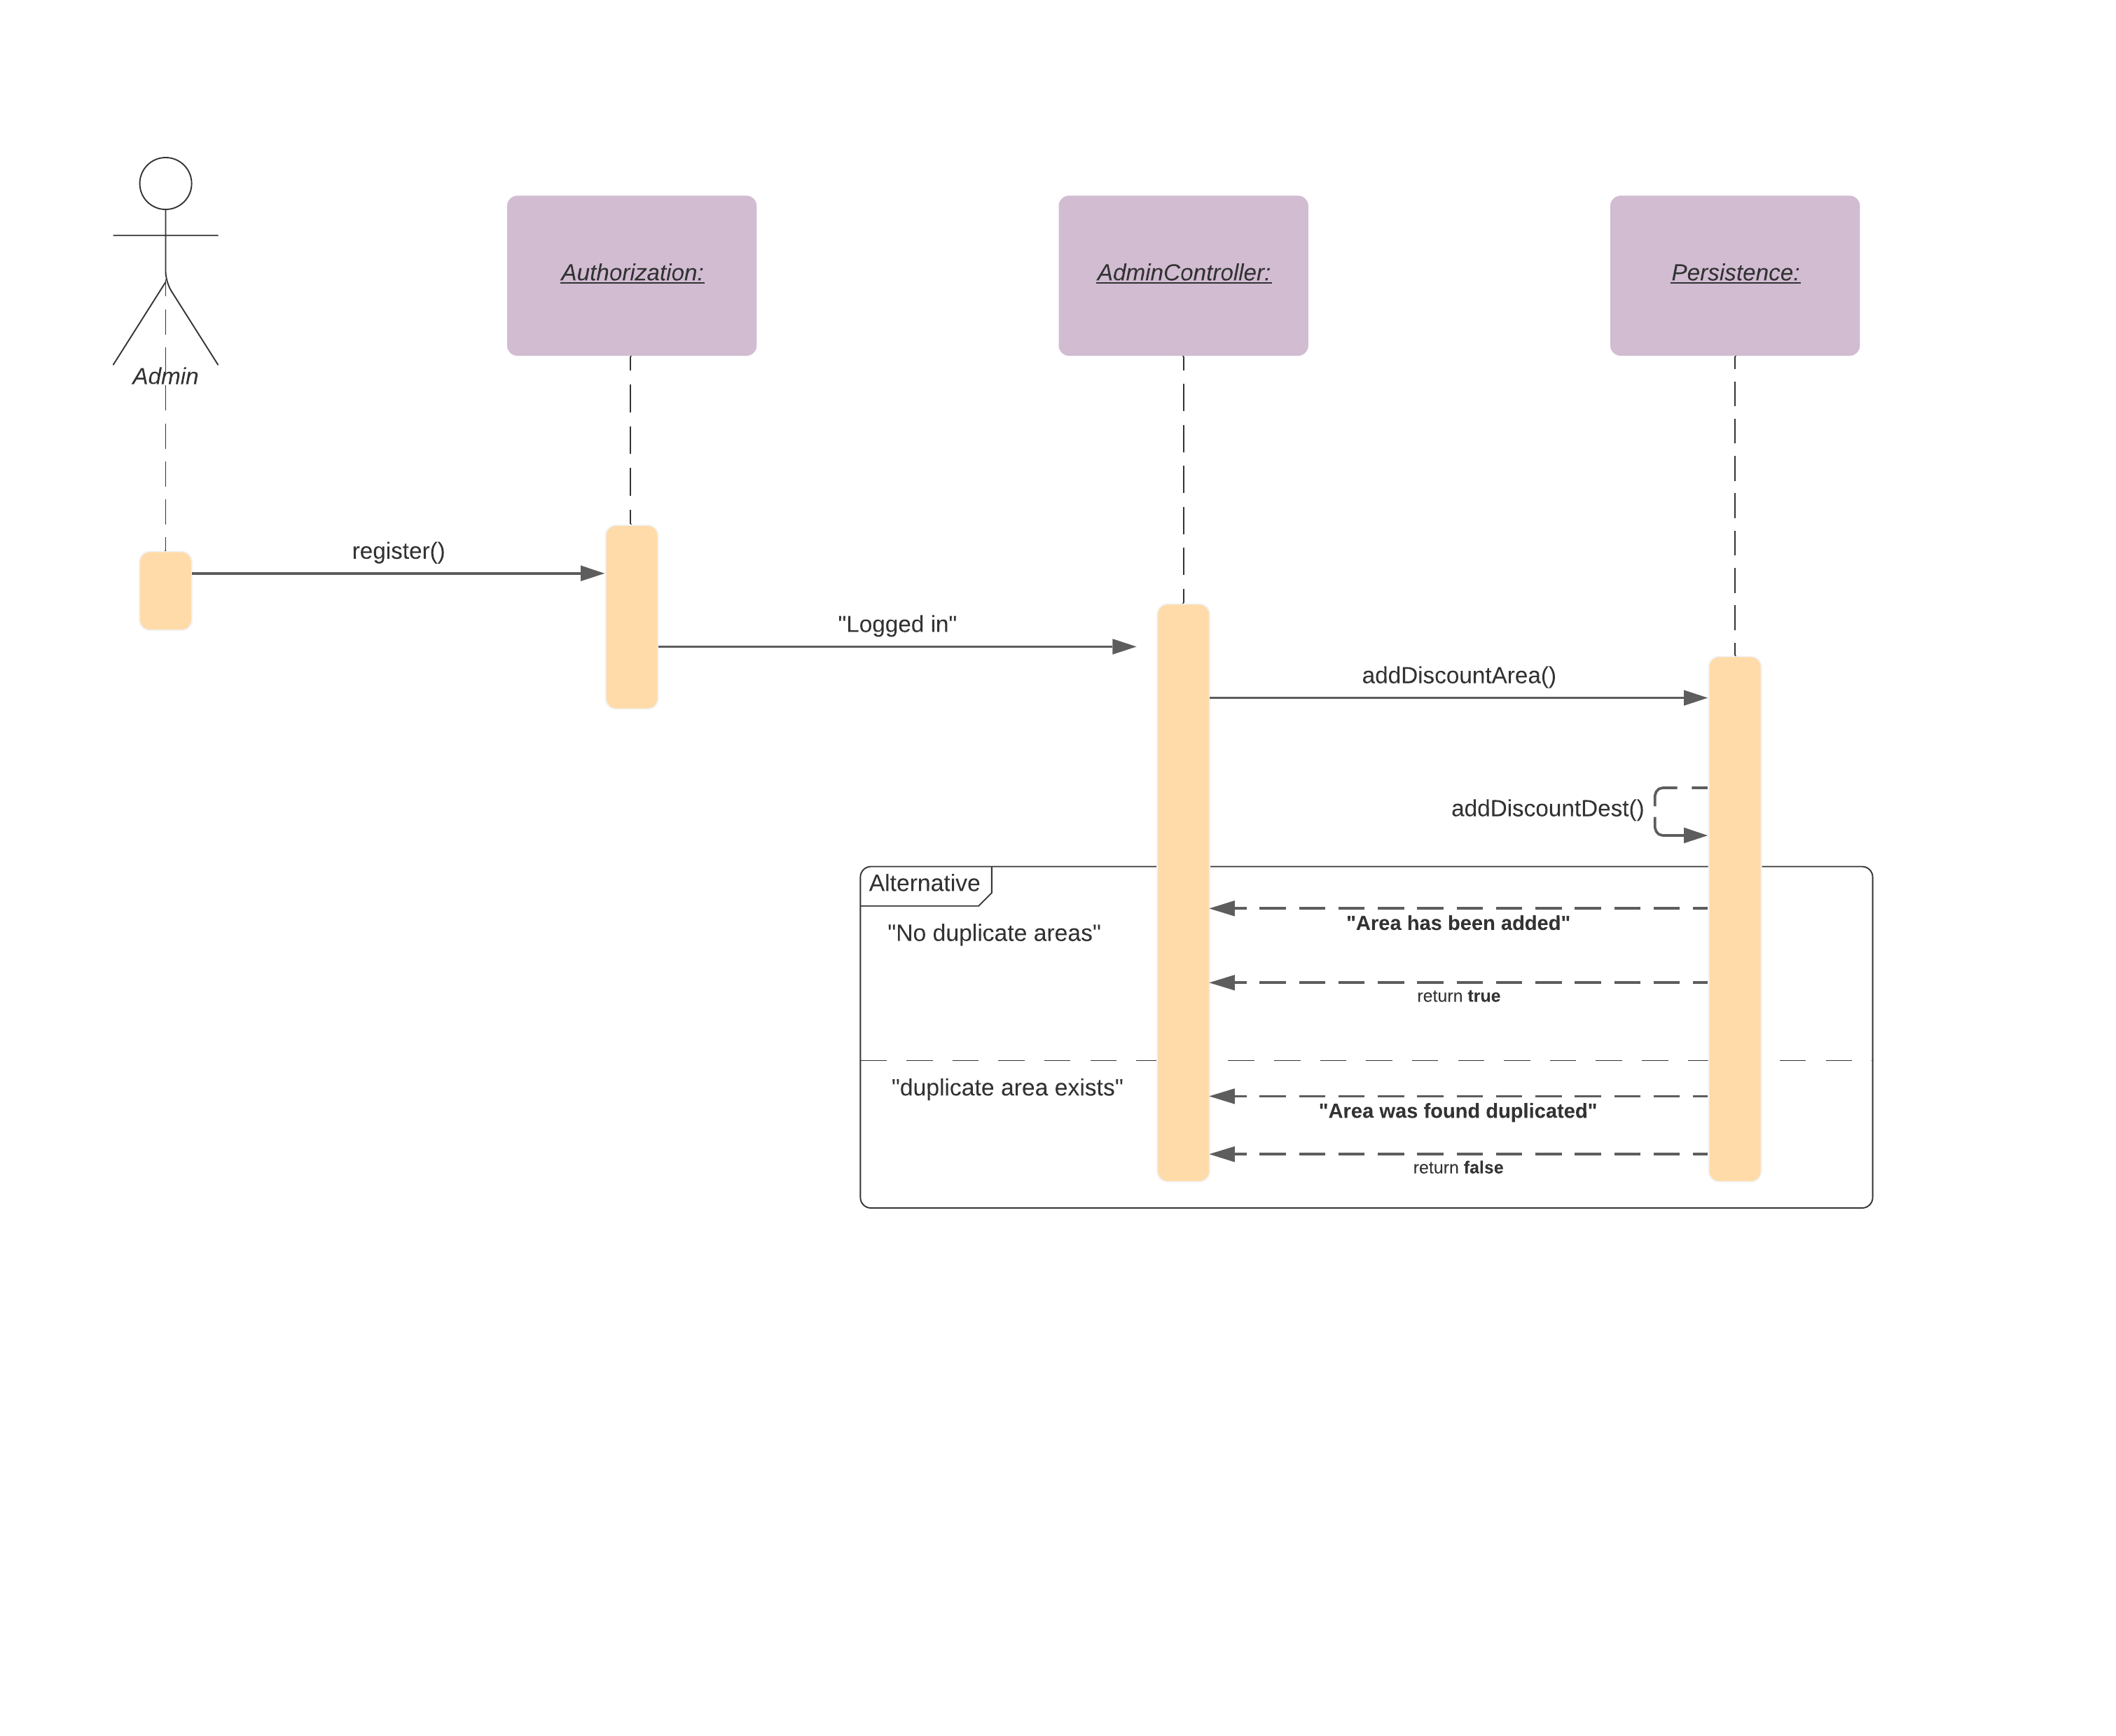 Authorization:
AdminController:
Persistence:
Admin
register()
"Logged in"
addDiscountArea()
addDiscountDest()
Alternative
"Area has been added"
"No duplicate areas"
return true
"duplicate area exists"
"Area was found duplicated"
return false